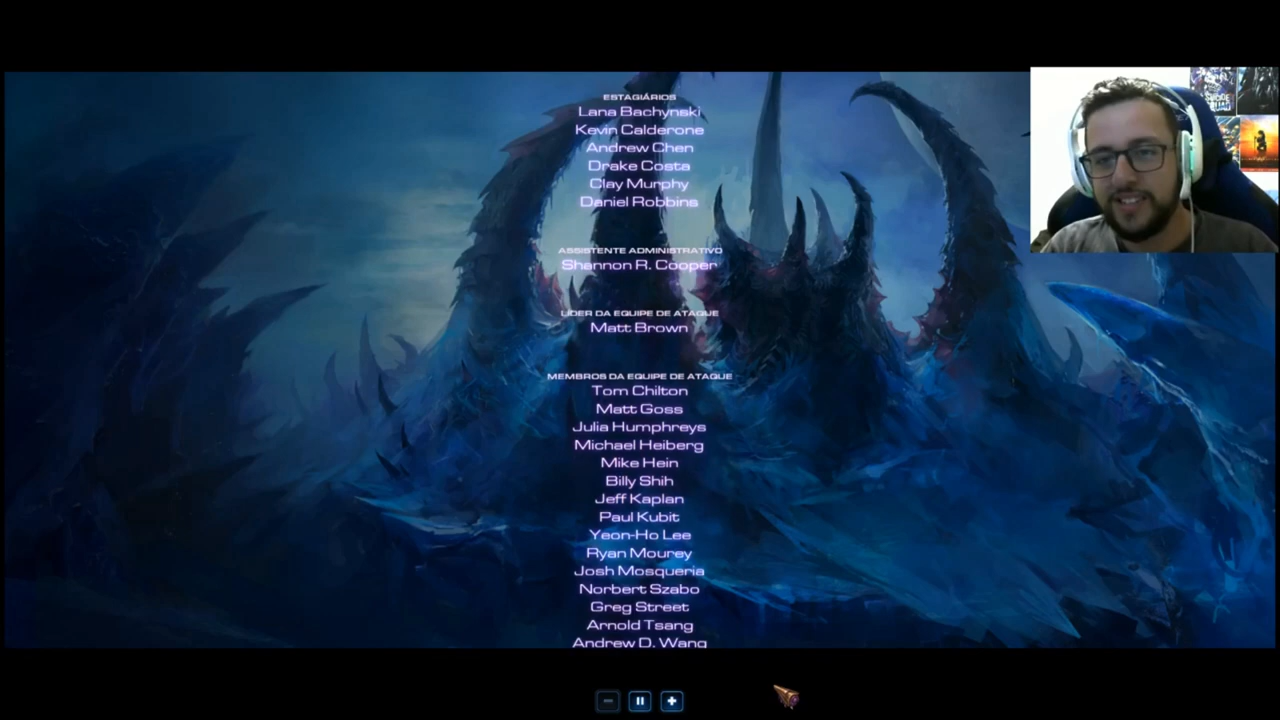 ESTAGIÁRIOS
Lana Bachynski
Kevin Calderone
Andrew Chen
Drake Costa
Clay Murphy
Daniel Robbins
ASSISTENTE ADMINISTRATIVO
Shannon R. Cooper
LÍDER DA EQUIPE DE ATAQUE
Matt Brown
MEMBROS DA EQUIPE DE ATAQUE
Tom Chilton
Matt Goss
Julia Humphreys
Michael Heiberg
Mike Hein
Billy Shih
Jeff Kaplan
Paul Kubit
Yeon-Ho Lee
Ryan Mourey
Josh Mosqueria
Norbert Szabo
Greg Street
Arnold Tsang
Andrew D. Wang